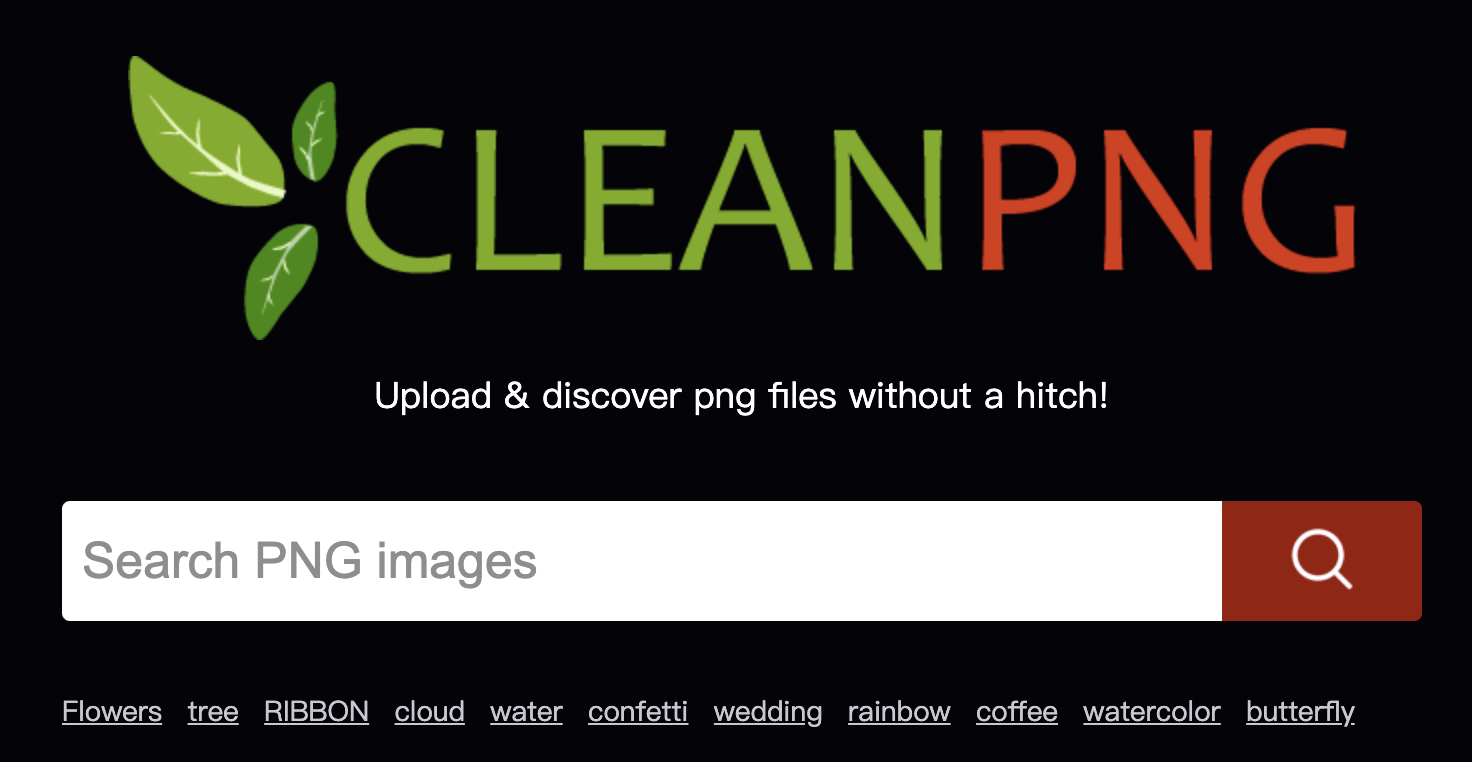 CLEANPNG
Upload & discover png files without a hitch!
Search PNG images
Flowers tree RIBBON cloud water confetti wedding rainbow coffee watercolor butterfly